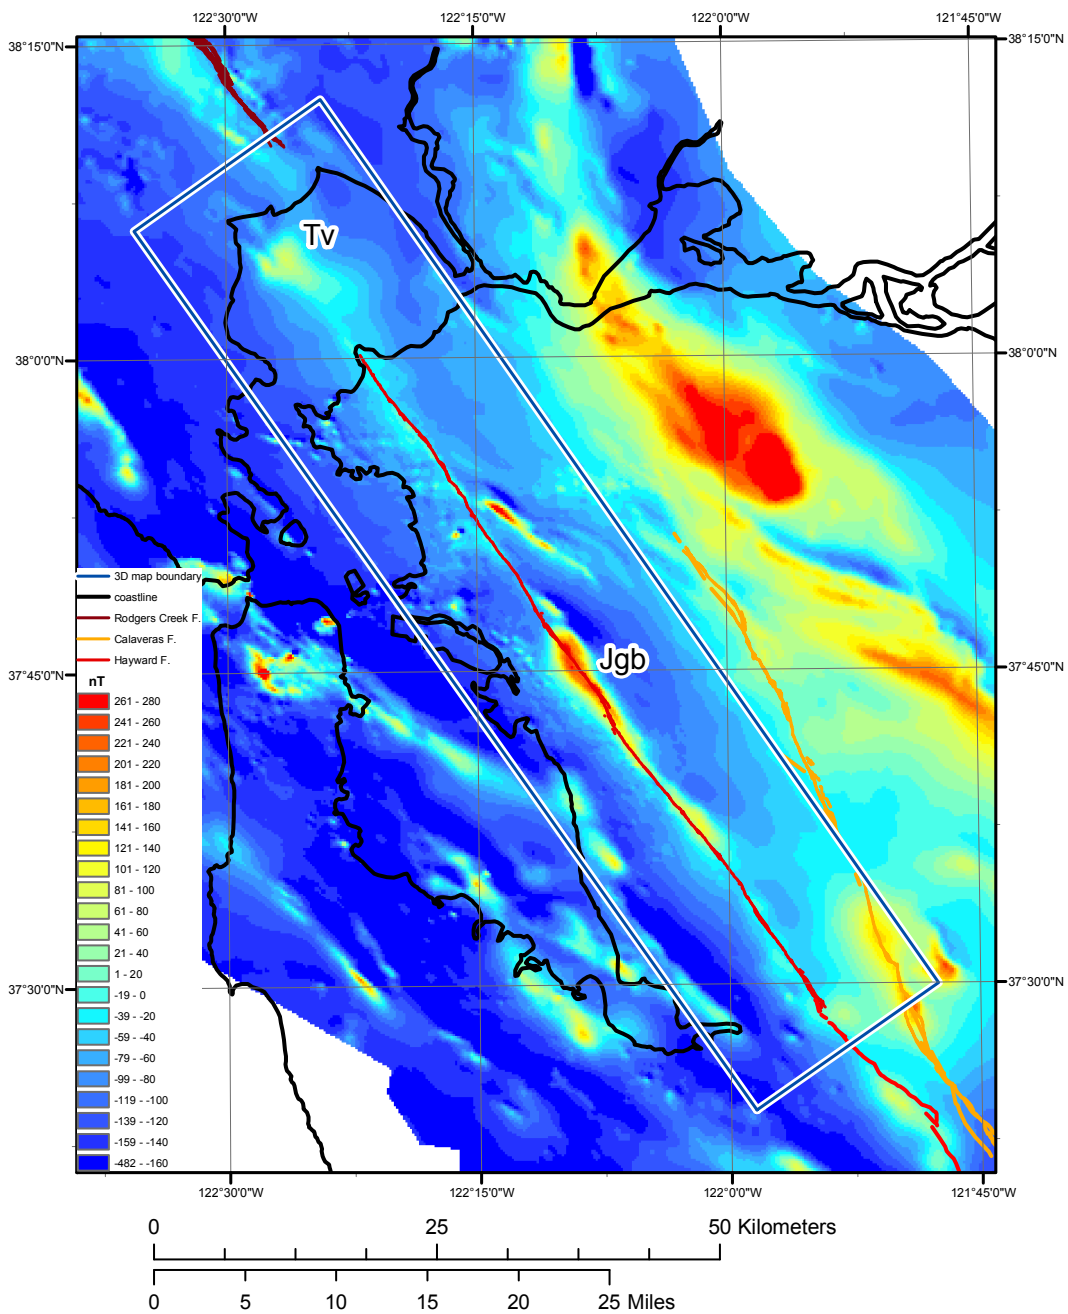 122°30'0"W 122°15'0"W 122°0'0"W 121°45'0"W
38°15'0"N 38°15'0"N
Tv
38°0'0"N 38°0'0"N
3D map boundary
coastline
Rodgers Creek F.
Calaveras F.
Hayward F.
Jgb
37°45'0"N 37°45'0"N
nT
261 - 280
241 - 260
221 - 240
201 - 220
181 - 200
161 - 180
141 - 160
121 - 140
101 - 120
81 - 100
61 - 80
41 - 60
21 - 40
1 - 20
-19 - 0
-39 - -20
-59 - -40
-79 - -60
-99 - -80
-119 - -100
-139 - -120
-159 - -140
-482 - -160
37°30'0"N 37°30'0"N
122°30'0"W 122°15'0"W 122°0'0"W 121°45'0"W
0 25 50 Kilometers
0 5 10 15 20 25 Miles